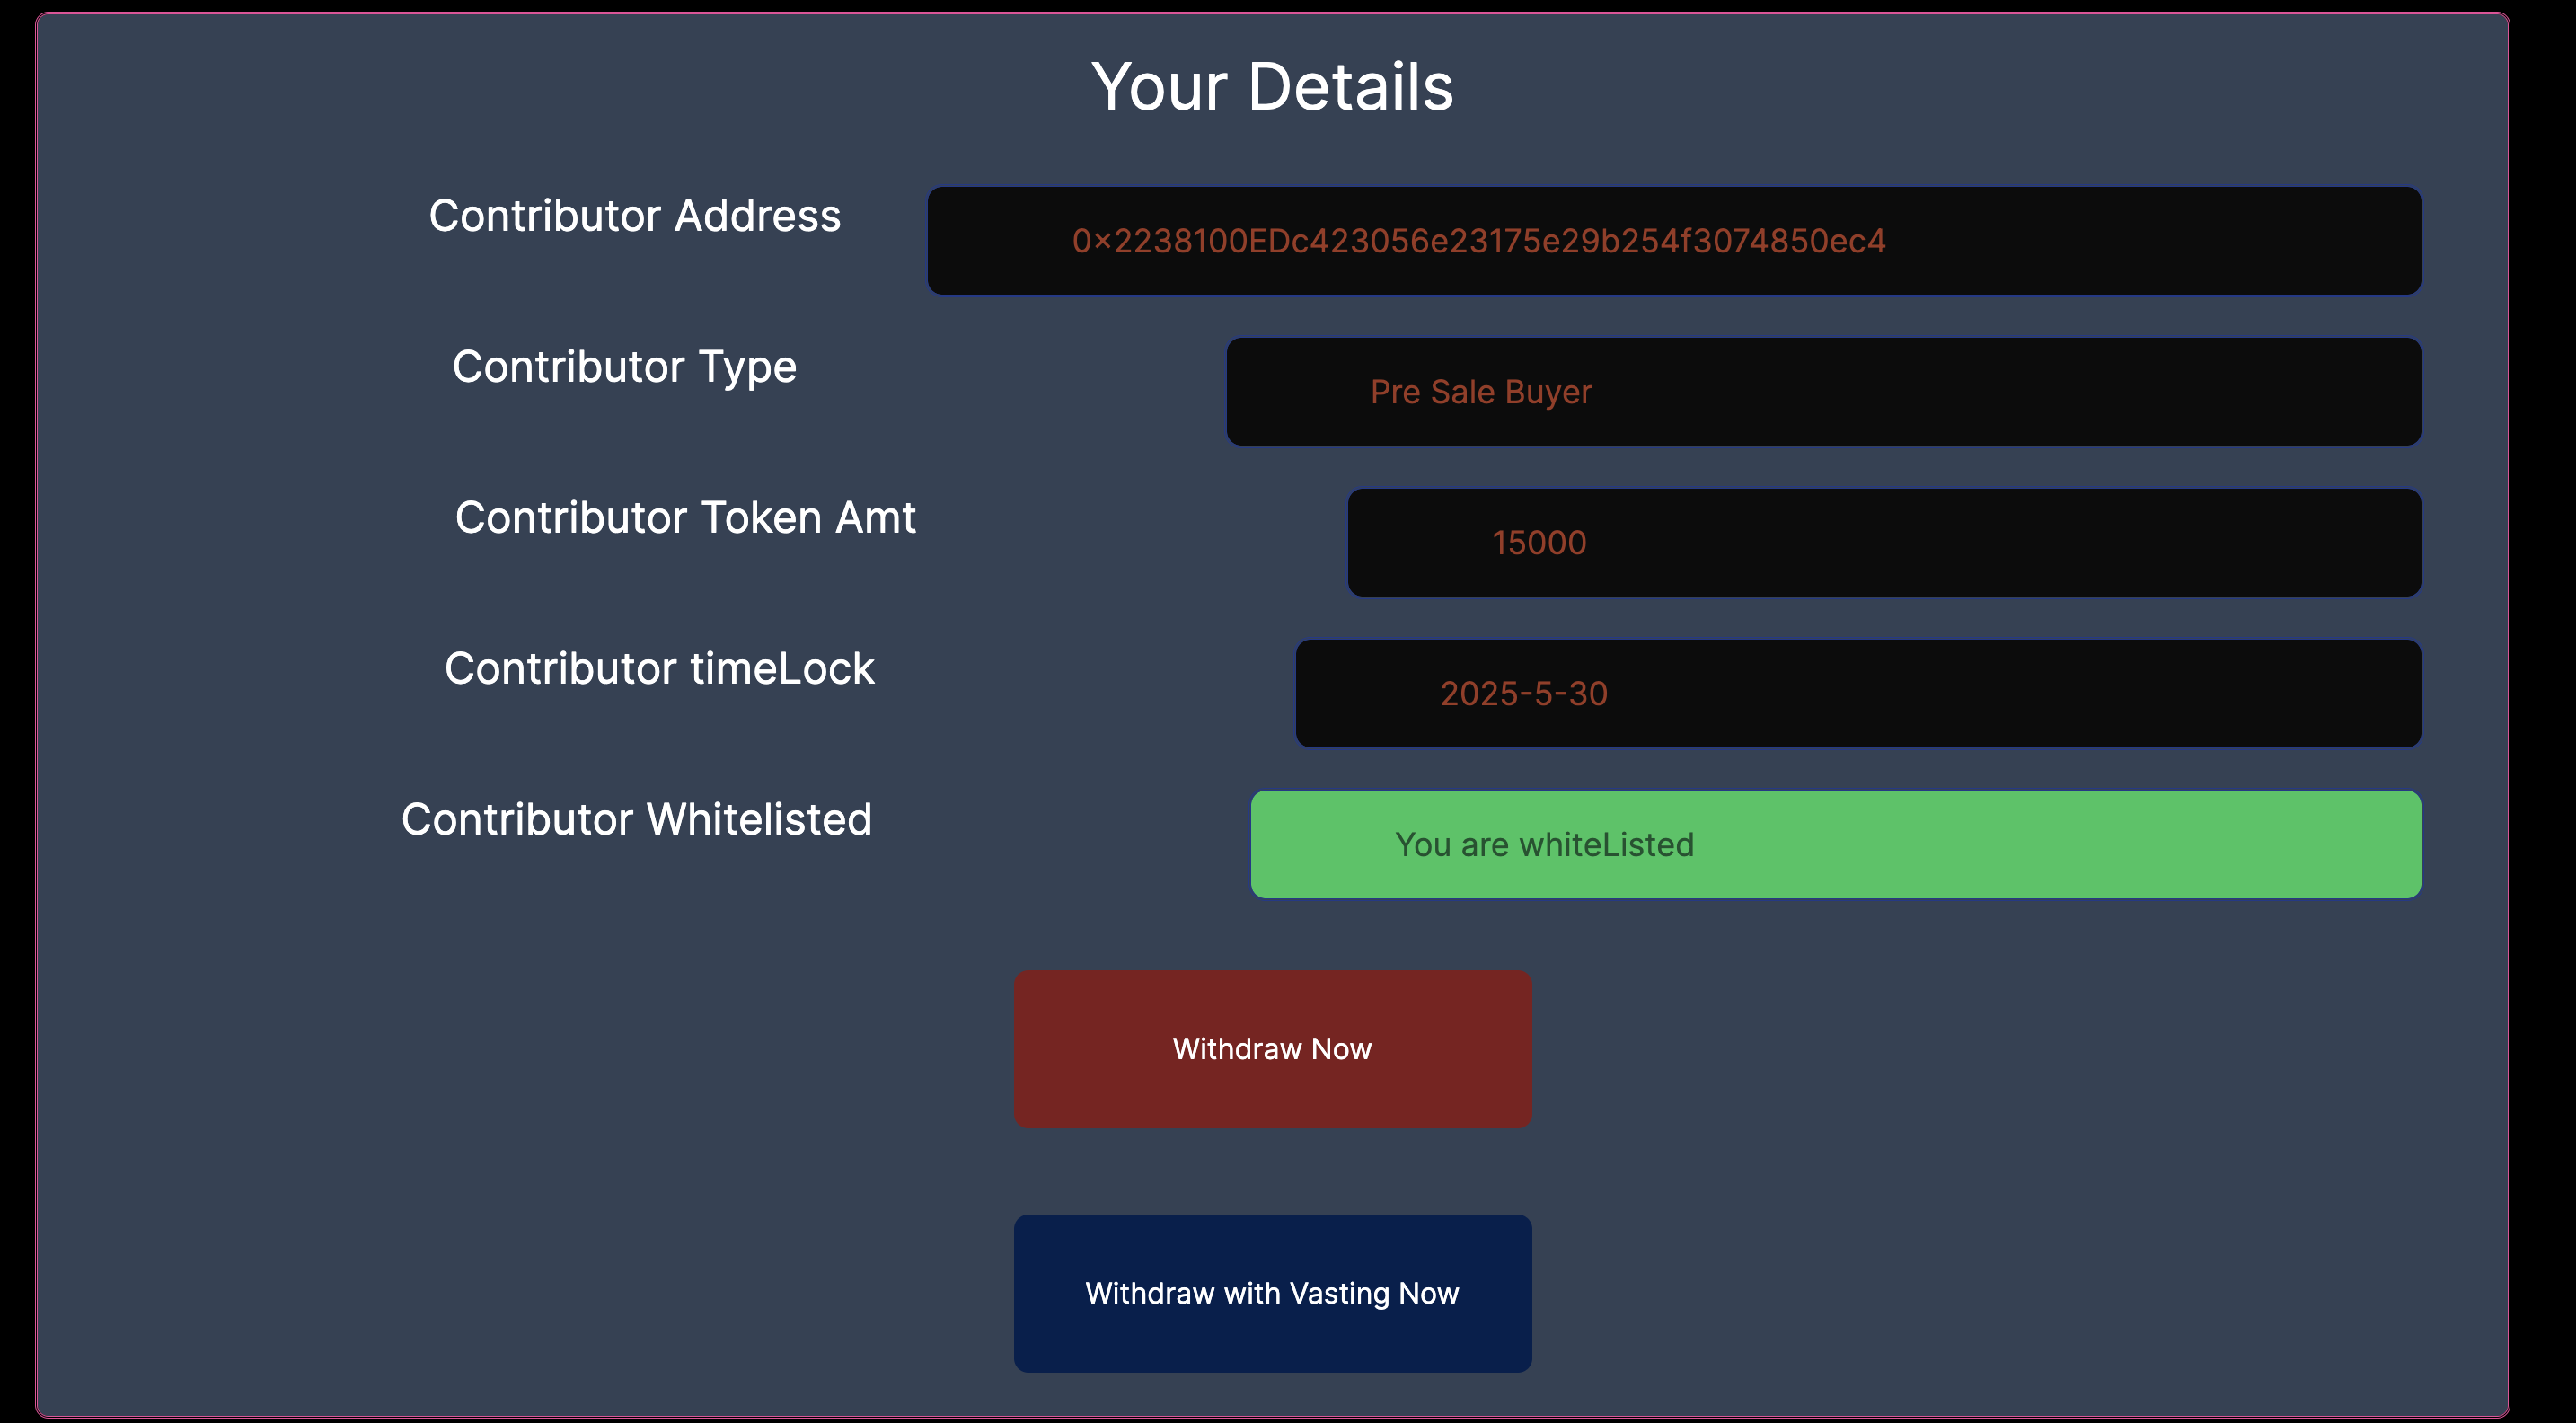 Your Details
Contributor Address
0x2238100EDc423056e23175e29b254f3074850ec4
Contributor Type
Pre Sale Buyer
Contributor Token Amt
15000
Contributor timeLock
2025-5-30
Contributor Whitelisted
You are whiteListed
Withdraw Now
Withdraw with Vasting Now